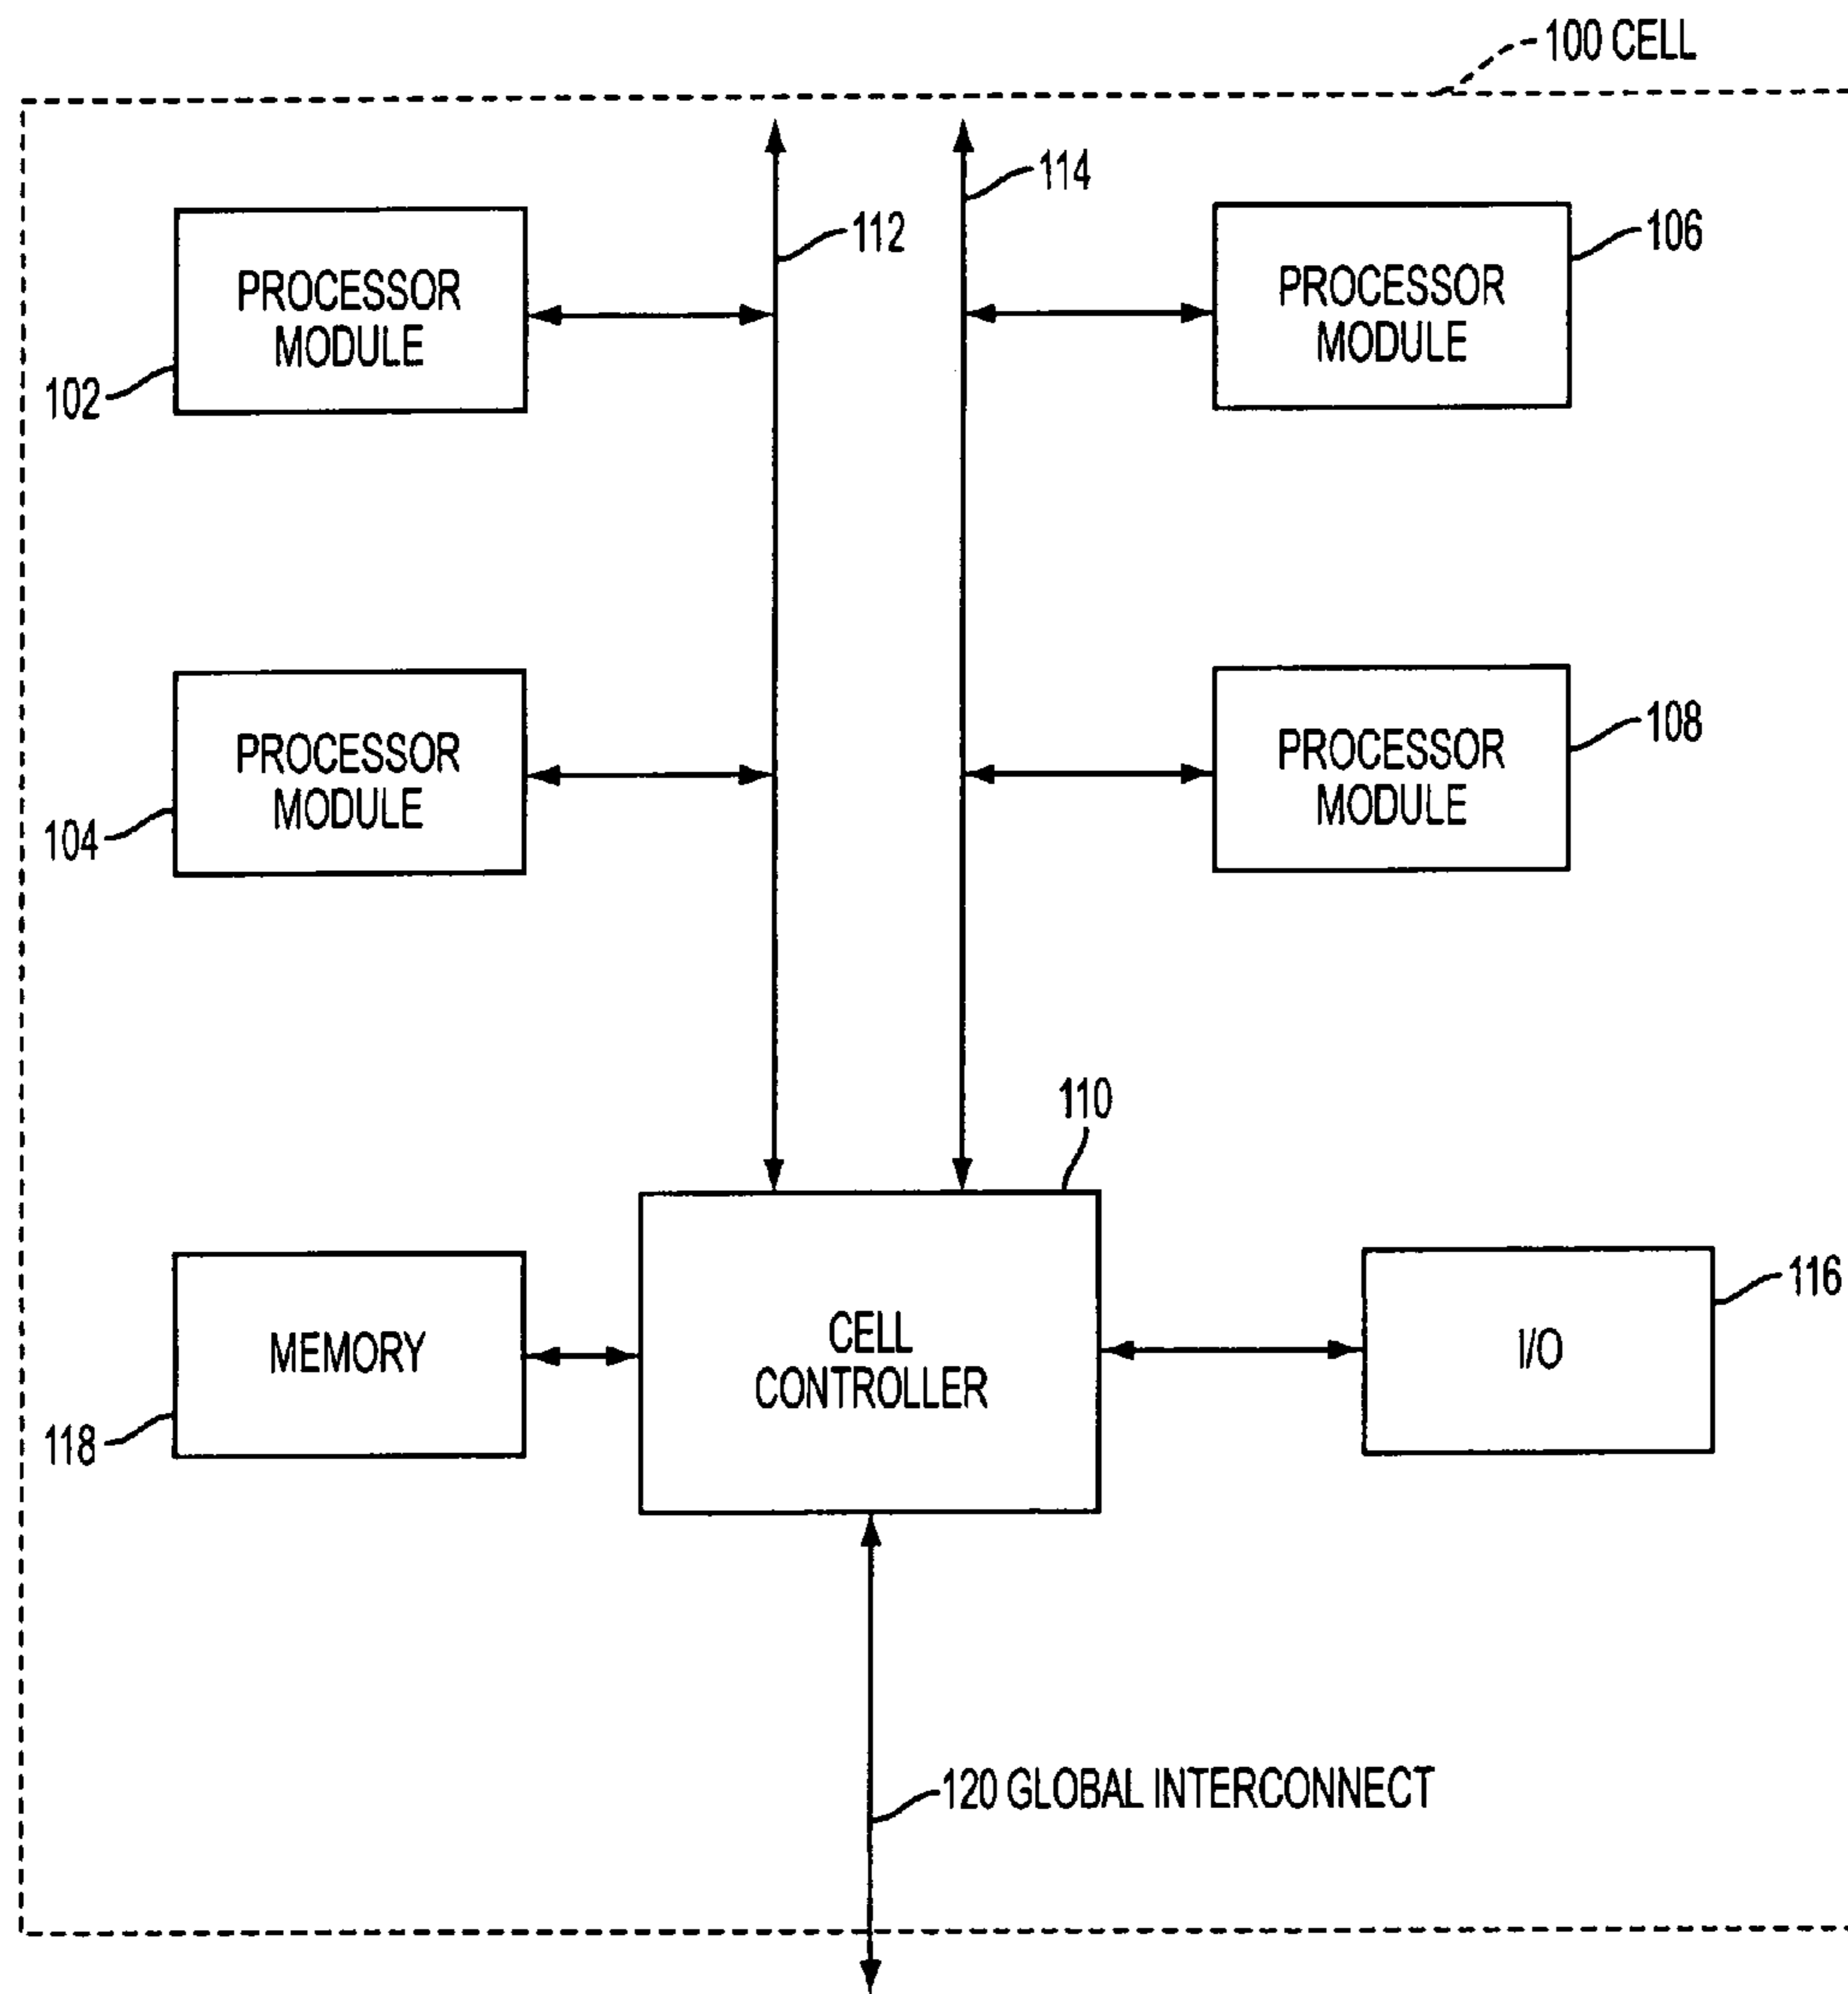 100 CELL
114
112
106
PROCESSOR
MODULE
PROCESSOR
MODULE
102
108
PROCESSOR
MODULE
PROCESSOR
MODULE
104
110
116
MEMORY
CELL
CONTROLLER
I/O
118
120 GLOBAL INTERCONNECT